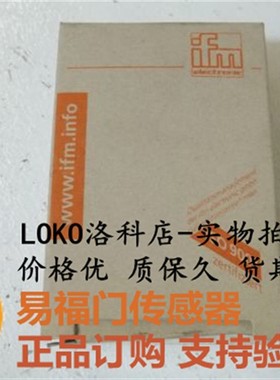 ifm
electronic
www.ifm.info
LOKO洛科店-实物拍
价格优 质保久 货真
易福门传感器
正品订购 支持验